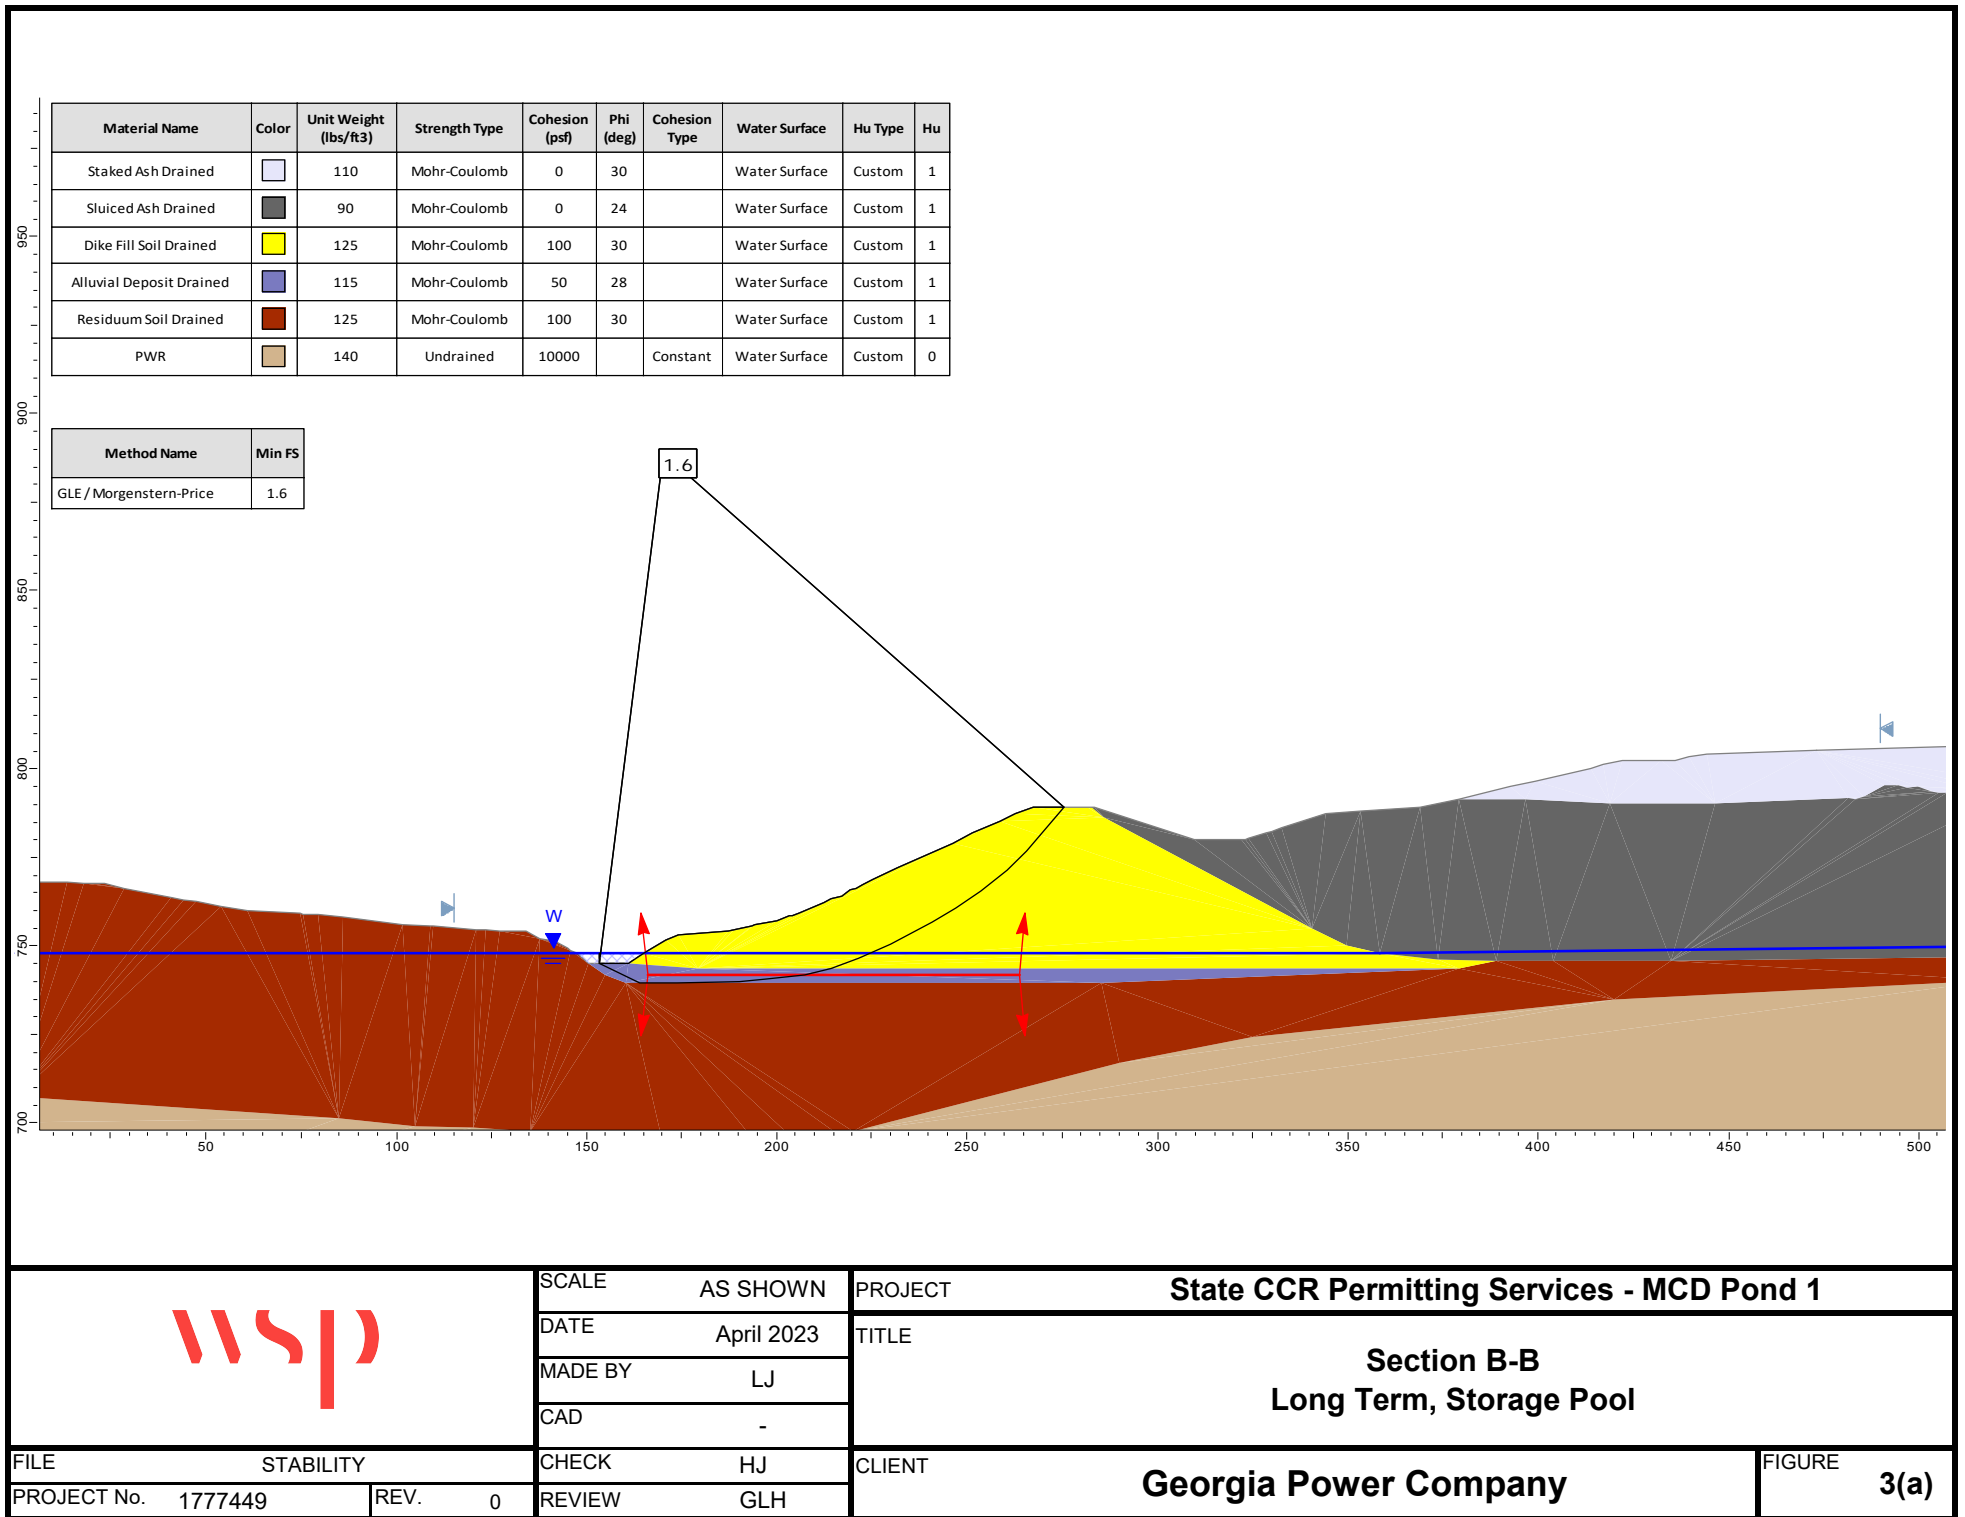 Material Name Color Unit Weight (lbs/ft3) Strength Type Cohesion (psf) Phi (deg) Cohesion Type Water Surface Hu Type Hu
Staked Ash Drained 110 Mohr-Coulomb 0 30 Water Surface Custom 1
Sluiced Ash Drained 90 Mohr-Coulomb 0 24 Water Surface Custom 1
Dike Fill Soil Drained 125 Mohr-Coulomb 100 30 Water Surface Custom 1
Alluvial Deposit Drained 115 Mohr-Coulomb 50 28 Water Surface Custom 1
Residuum Soil Drained 125 Mohr-Coulomb 100 30 Water Surface Custom 1
PWR 140 Undrained 10000 Constant Water Surface Custom 0
Method Name Min FS
GLE / Morgenstern-Price 1.6
1.6
W
950
900
850
800
750
700
50 100 150 200 250 300 350 400 450 500
wsp
SCALE AS SHOWN
DATE April 2023
MADE BY LJ
CAD -
CHECK HJ
REVIEW GLH
FILE STABILITY
PROJECT No. 1777449 REV. 0
PROJECT State CCR Permitting Services - MCD Pond 1
TITLE
Section B-B
Long Term, Storage Pool
CLIENT Georgia Power Company
FIGURE 3(a)